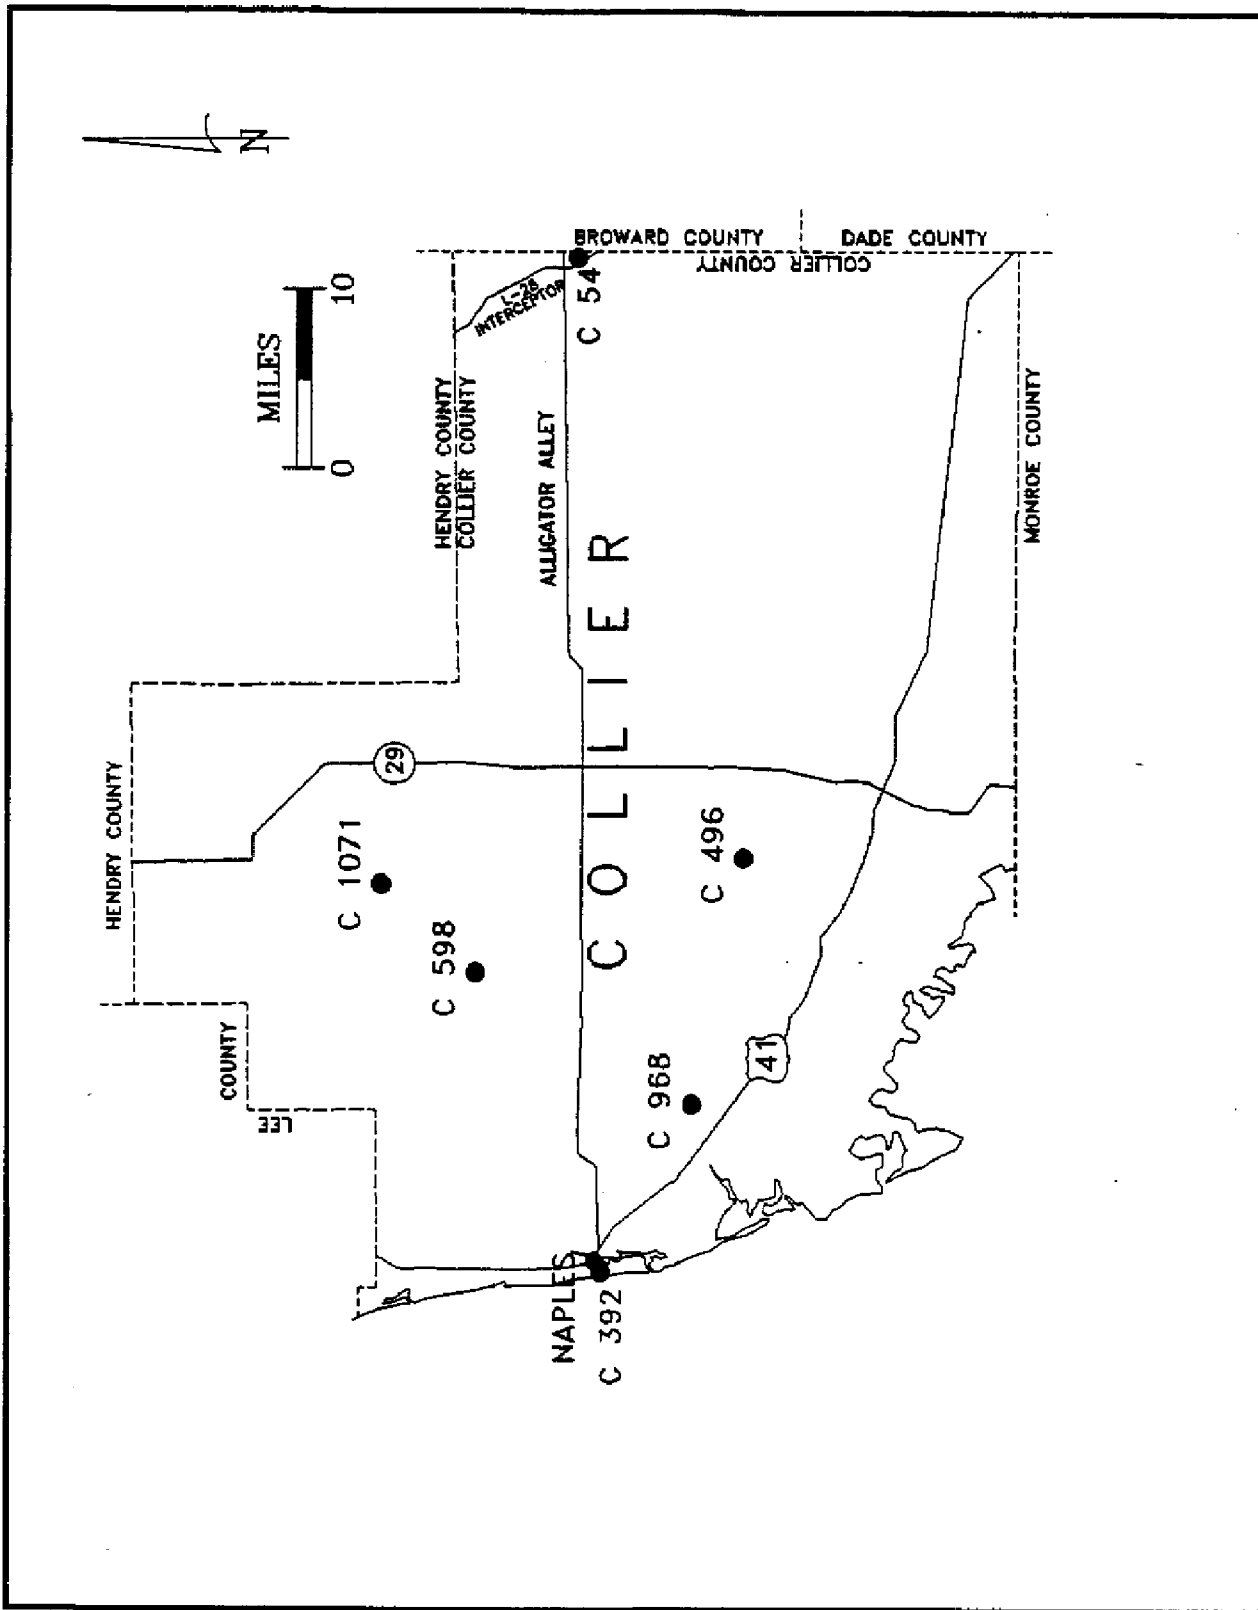 N
MILES
0 10
HENDRY COUNTY
HENDRY COUNTY
COLLIER COUNTY
LEE
COUNTY
29
C 1071
C 598
L-28
INTERCEPTOR
ALLIGATOR ALLEY
C 54
BROWARD COUNTY
COLLIER COUNTY
DADE COUNTY
COLLIER
NAPLES
C 392
C 968
C 496
41
MONROE COUNTY